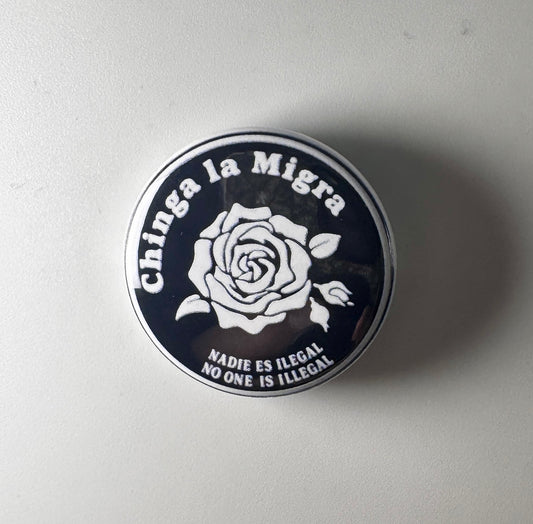 Chinga la Migra
NADIE ES ILEGAL
NO ONE IS ILLEGAL